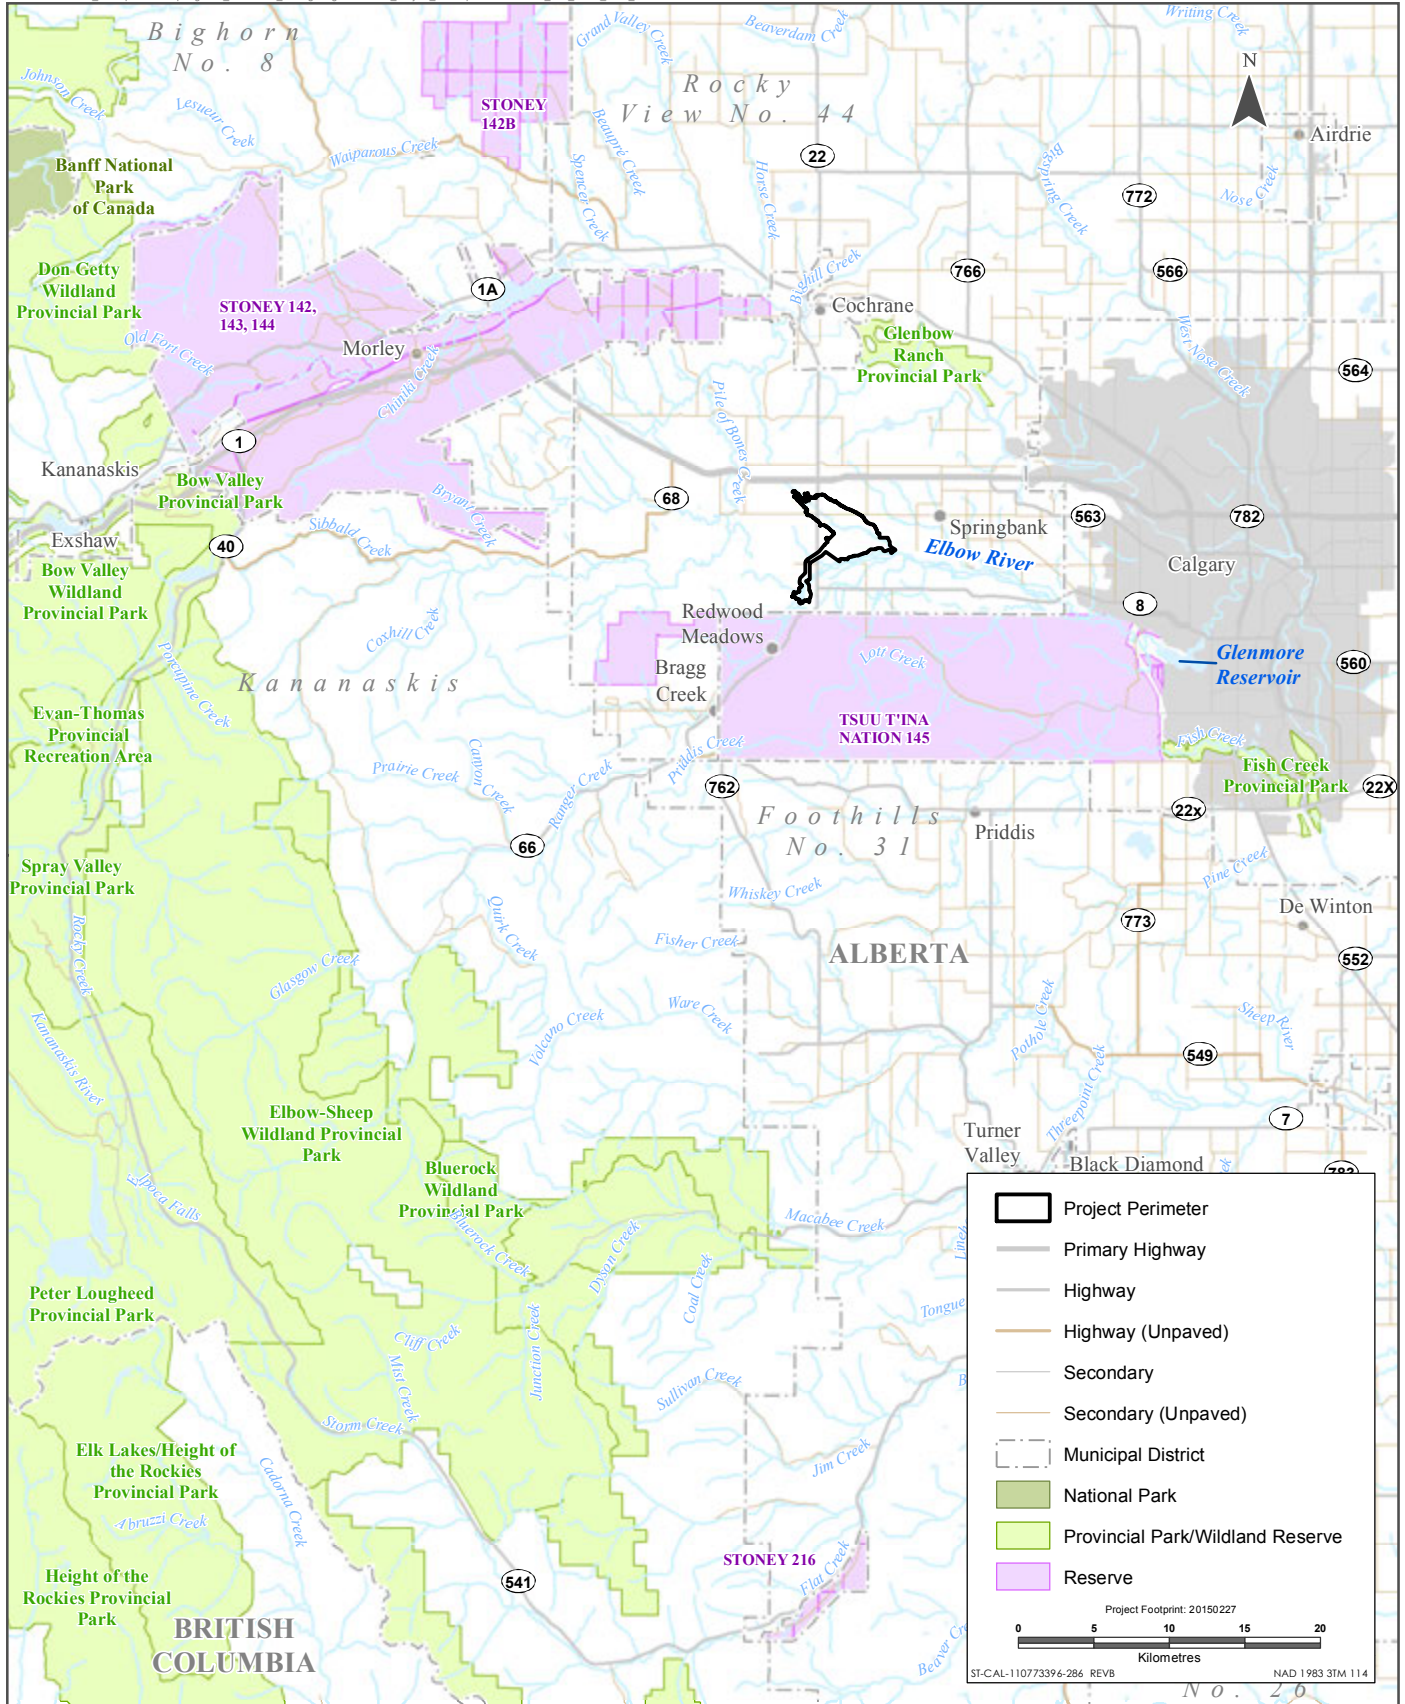 Bighorn
No. 8
Grand Valley Creek
Beaverdam Creek
Writing Creek
Johnson Creek
Lesueur Creek
STONEY
142B
Rocky
View No. 44
N
Airdrie
Waiparous Creek
Beaupré Creek
Spencer Creek
Horse Creek
22
Bigspring Creek
772
Nose Creek
Banff National
Park
of Canada
Don Getty
Wildland
Provincial Park
STONEY 142,
143, 144
1A
Bighill Creek
766
566
Cochrane
Glenbow
Ranch
Provincial Park
West Nose Creek
564
Old Fort Creek
Morley
Chiniki Creek
Pile of Bones Creek
1
Kananaskis
Bow Valley
Provincial Park
Bryant Creek
68
Springbank
563
782
Exshaw
40
Sibbald Creek
Elbow River
Calgary
Bow Valley
Wildland
Provincial Park
Coxhill Creek
Redwood
Meadows
8
Porcupine Creek
Kananaskis
Bragg
Creek
Lott Creek
Glenmore
Reservoir
560
Evan-Thomas
Provincial
Recreation Area
TSUU T'INA
NATION 145
Fish Creek
Fish Creek
Provincial Park
Prairie Creek
Canyon Creek
Ranger Creek
Priddis Creek
762
22X
22x
Foothills
No. 31
Priddis
66
Spray Valley
Provincial Park
Whiskey Creek
Pine Creek
De Winton
Rocky Creek
Quirk Creek
Fisher Creek
773
ALBERTA
552
Glasgow Creek
Ware Creek
Volcano Creek
Pothole Creek
Sheep River
Kananaskis River
549
Threepoint Creek
Elbow-Sheep
Wildland Provincial
Park
7
Turner
Valley
Black Diamond
783
Bluerock
Wildland
Provincial Park
Ipoca Falls
Bluerock Creek
Macabee Creek
Dyson Creek
Coal Creek
Peter Lougheed
Provincial Park
Tongue
Cliff Creek
Mist Creek
Junction Creek
Sullivan Creek
Storm Creek
Jim Creek
Elk Lakes/Height of
the Rockies
Provincial Park
Cadorna Creek
Abruzzi Creek
STONEY 216
Flat Creek
541
Height of the
Rockies Provincial
Park
BRITISH
COLUMBIA
Project Perimeter
Primary Highway
Highway
Highway (Unpaved)
Secondary
Secondary (Unpaved)
Municipal District
National Park
Provincial Park/Wildland Reserve
Reserve
Project Footprint: 20150227
0 5 10 15 20
Kilometres
ST-CAL-110773396-286 REVB
NAD 1983 3TM 114
No. 26